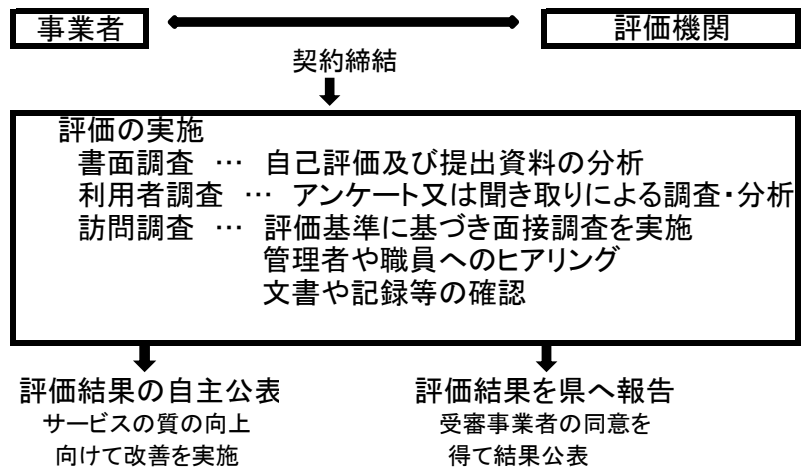 事業者
評価機関
契約締結
評価の実施
書面調査 … 自己評価及び提出資料の分析
利用者調査 … アンケート又は聞き取りによる調査・分析
訪問調査 … 評価基準に基づき面接調査を実施
管理者や職員へのヒアリング
文書や記録等の確認
評価結果の自主公表
サービスの質の向上
向けて改善を実施
評価結果を県へ報告
受審事業者の同意を
得て結果公表